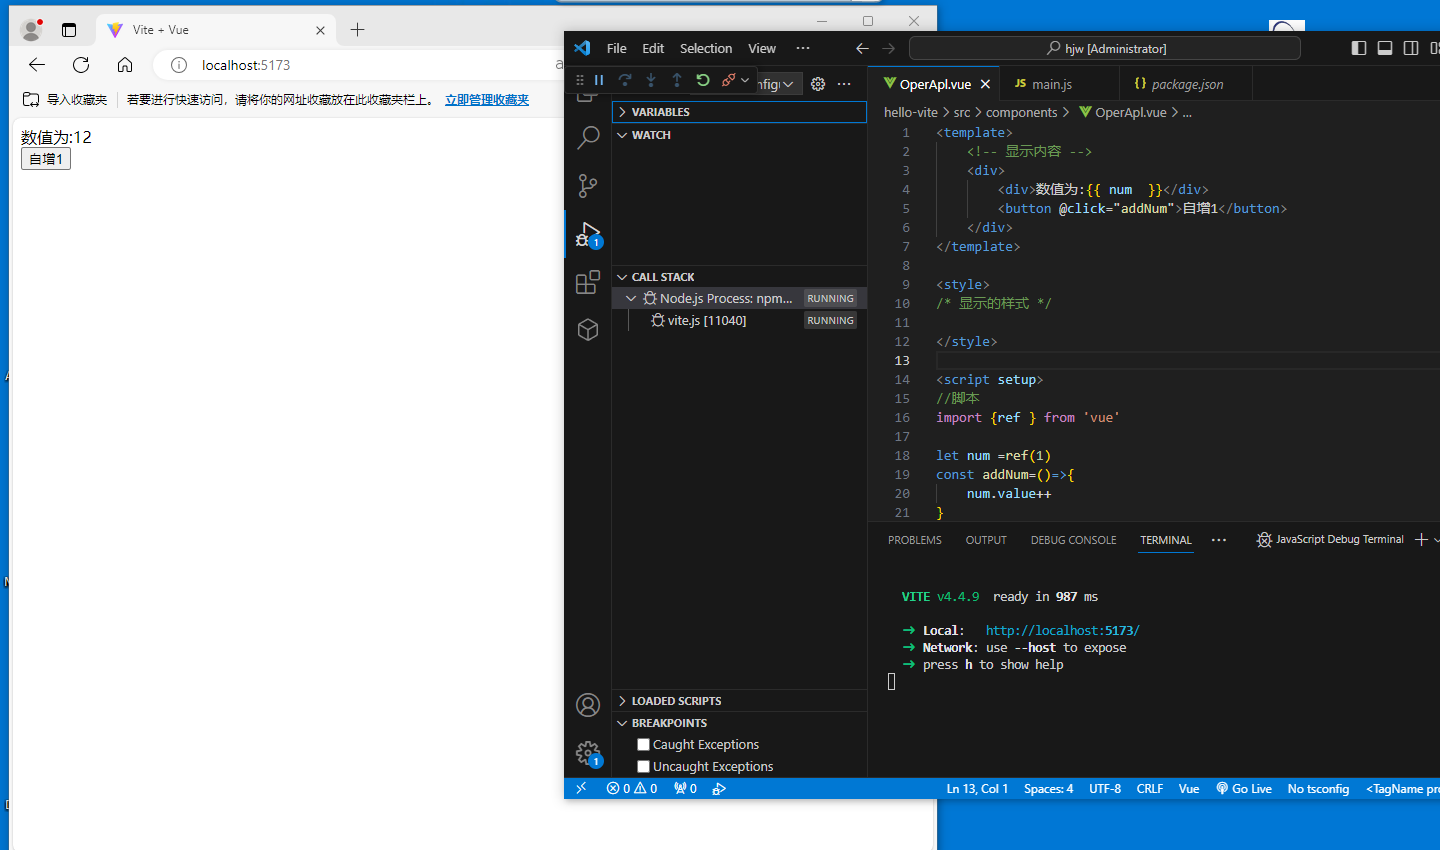 Vite + Vue
localhost:5173
导入收藏夹
若要进行快速访问，请将你的网址收藏放在此收藏夹栏上。 立即管理收藏夹
数值为:12
自增1
File Edit Selection View ···
hjw [Administrator]
OperApl.vue
JS main.js
{} package.json
hello-vite > src > components > OperApl.vue > ...
VARIABLES
WATCH
CALL STACK
Node.js Process: npm... RUNNING
vite.js [11040] RUNNING
LOADED SCRIPTS
BREAKPOINTS
Caught Exceptions
Uncaught Exceptions
1
1
1 <template>
2 <!-- 显示内容 -->
3 <div>
4 <div>数值为:{{ num  }}</div>
5 <button @click="addNum">自增1</button>
6 </div>
7 </template>
8
9 <style>
10 /* 显示的样式 */
11
12 </style>
13
14 <script setup>
15 //脚本
16 import {ref } from 'vue'
17
18 let num =ref(1)
19 const addNum=()=>{
20 num.value++
21 }
PROBLEMS OUTPUT DEBUG CONSOLE TERMINAL ··· JavaScript Debug Terminal
VITE v4.4.9  ready in 987 ms
➜ Local:   http://localhost:5173/
➜ Network: use --host to expose
➜ press h to show help
0 0 0 Ln 13, Col 1 Spaces: 4 UTF-8 CRLF Vue Go Live No tsconfig <TagName pro